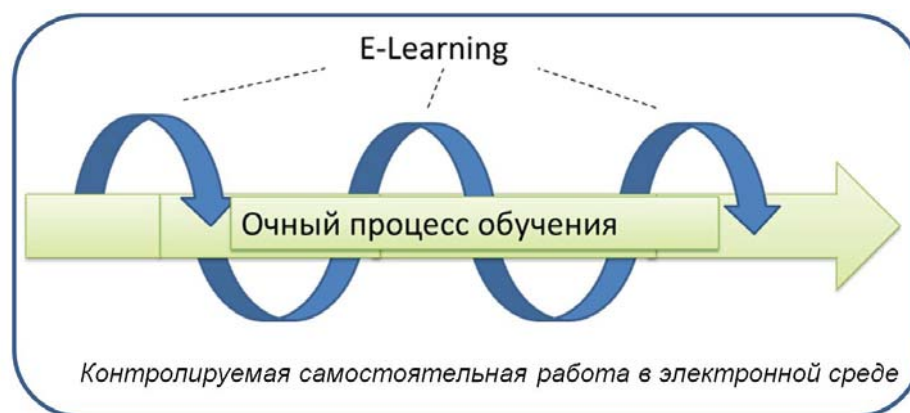 E-Learning
Очный процесс обучения
Контролируемая самостоятельная работа в электронной среде